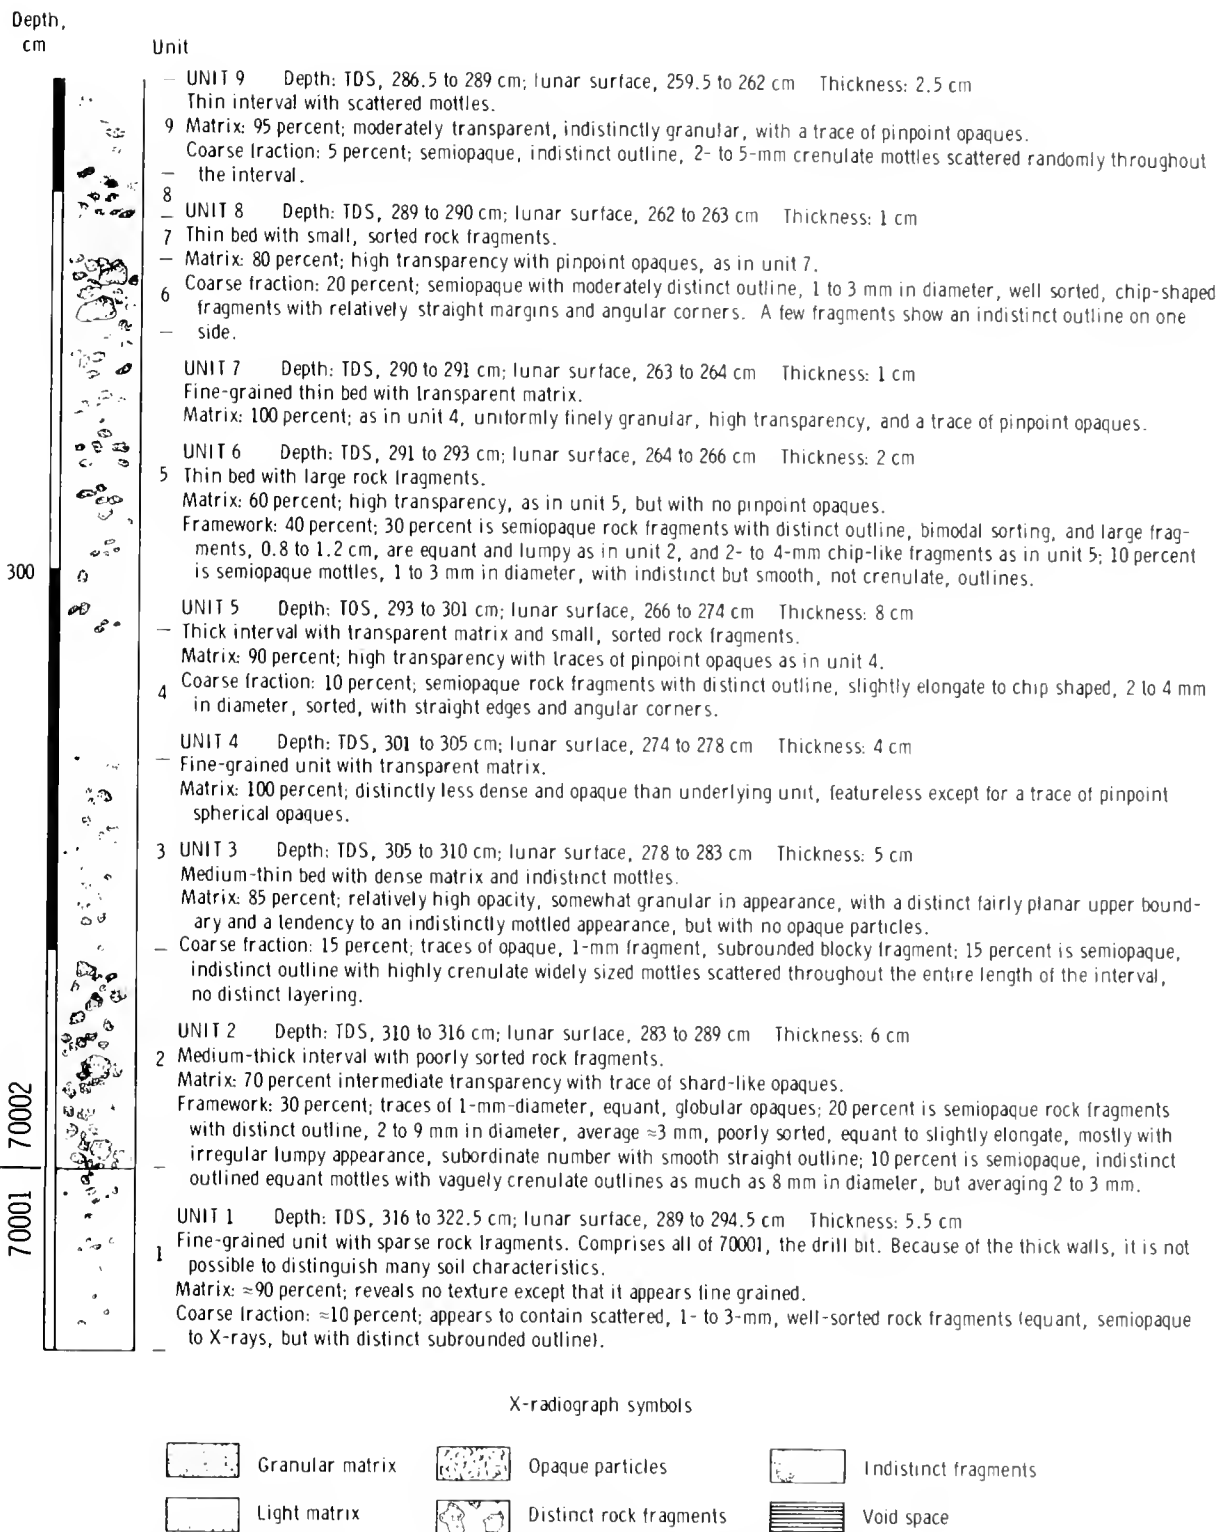 Depth,
cm
Unit
UNIT 9 Depth: TDS, 286.5 to 289 cm; lunar surface, 259.5 to 262 cm Thickness: 2.5 cm
Thin interval with scattered mottles.
9 Matrix: 95 percent; moderately transparent, indistinctly granular, with a trace of pinpoint opaques.
Coarse fraction: 5 percent; semiopaque, indistinct outline, 2- to 5-mm crenulate mottles scattered randomly throughout
the interval.
8
UNIT 8 Depth: TDS, 289 to 290 cm; lunar surface, 262 to 263 cm Thickness: 1 cm
7 Thin bed with small, sorted rock fragments.
Matrix: 80 percent; high transparency with pinpoint opaques, as in unit 7.
6 Coarse fraction: 20 percent; semiopaque with moderately distinct outline, 1 to 3 mm in diameter, well sorted, chip-shaped
fragments with relatively straight margins and angular corners. A few fragments show an indistinct outline on one
side.
UNIT 7 Depth: TDS, 290 to 291 cm; lunar surface, 263 to 264 cm Thickness: 1 cm
Fine-grained thin bed with transparent matrix.
Matrix: 100 percent; as in unit 4, uniformly finely granular, high transparency, and a trace of pinpoint opaques.
UNIT 6 Depth: TDS, 291 to 293 cm; lunar surface, 264 to 266 cm Thickness: 2 cm
5 Thin bed with large rock fragments.
Matrix: 60 percent; high transparency, as in unit 5, but with no pinpoint opaques.
Framework: 40 percent; 30 percent is semiopaque rock fragments with distinct outline, bimodal sorting, and large frag-
ments, 0.8 to 1.2 cm, are equant and lumpy as in unit 2, and 2- to 4-mm chip-like fragments as in unit 5; 10 percent
300 is semiopaque mottles, 1 to 3 mm in diameter, with indistinct but smooth, not crenulate, outlines.
UNIT 5 Depth: TOS, 293 to 301 cm; lunar surface, 266 to 274 cm Thickness: 8 cm
Thick interval with transparent matrix and small, sorted rock fragments.
Matrix: 90 percent; high transparency with traces of pinpoint opaques as in unit 4.
4 Coarse fraction: 10 percent; semiopaque rock fragments with distinct outline, slightly elongate to chip shaped, 2 to 4 mm
in diameter, sorted, with straight edges and angular corners.
UNIT 4 Depth: TDS, 301 to 305 cm; lunar surface, 274 to 278 cm Thickness: 4 cm
Fine-grained unit with transparent matrix.
Matrix: 100 percent; distinctly less dense and opaque than underlying unit, featureless except for a trace of pinpoint
spherical opaques.
3 UNIT 3 Depth: TDS, 305 to 310 cm; lunar surface, 278 to 283 cm Thickness: 5 cm
Medium-thin bed with dense matrix and indistinct mottles.
Matrix: 85 percent; relatively high opacity, somewhat granular in appearance, with a distinct fairly planar upper bound-
ary and a tendency to an indistinctly mottled appearance, but with no opaque particles.
Coarse fraction: 15 percent; traces of opaque, 1-mm fragment, subrounded blocky fragment; 15 percent is semiopaque,
indistinct outline with highly crenulate widely sized mottles scattered throughout the entire length of the interval,
no distinct layering.
UNIT 2 Depth: TDS, 310 to 316 cm; lunar surface, 283 to 289 cm Thickness: 6 cm
2 Medium-thick interval with poorly sorted rock fragments.
Matrix: 70 percent intermediate transparency with trace of shard-like opaques.
Framework: 30 percent; traces of 1-mm-diameter, equant, globular opaques; 20 percent is semiopaque rock fragments
with distinct outline, 2 to 9 mm in diameter, average ≈3 mm, poorly sorted, equant to slightly elongate, mostly with
irregular lumpy appearance, subordinate number with smooth straight outline; 10 percent is semiopaque, indistinct
outlined equant mottles with vaguely crenulate outlines as much as 8 mm in diameter, but averaging 2 to 3 mm.
70002
70001
UNIT 1 Depth: TDS, 316 to 322.5 cm; lunar surface, 289 to 294.5 cm Thickness: 5.5 cm
1 Fine-grained unit with sparse rock fragments. Comprises all of 70001, the drill bit. Because of the thick walls, it is not
possible to distinguish many soil characteristics.
Matrix: ≈90 percent; reveals no texture except that it appears fine grained.
Coarse fraction: ≈10 percent; appears to contain scattered, 1- to 3-mm, well-sorted rock fragments (equant, semiopaque
to X-rays, but with distinct subrounded outline).
X-radiograph symbols
Granular matrix Opaque particles Indistinct fragments
Light matrix Distinct rock fragments Void space